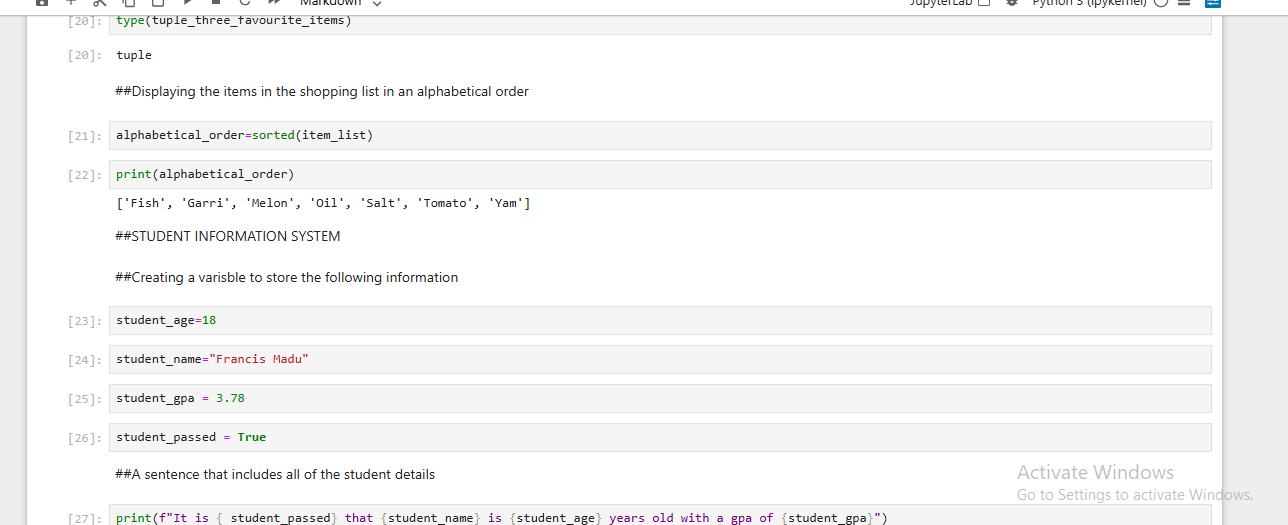 Markdown JupyterLab Python 3 (ipykernel)
[20]: type(tuple_three_favourite_items)
[20]: tuple
##Displaying the items in the shopping list in an alphabetical order
[21]: alphabetical_order=sorted(item_list)
[22]: print(alphabetical_order)
['Fish', 'Garri', 'Melon', 'Oil', 'Salt', 'Tomato', 'Yam']
##STUDENT INFORMATION SYSTEM
##Creating a varisble to store the following information
[23]: student_age=18
[24]: student_name="Francis Madu"
[25]: student_gpa = 3.78
[26]: student_passed = True
##A sentence that includes all of the student details
Activate Windows
Go to Settings to activate Windows.
[27]: print(f"It is { student_passed} that {student_name} is {student_age} years old with a gpa of {student_gpa}")